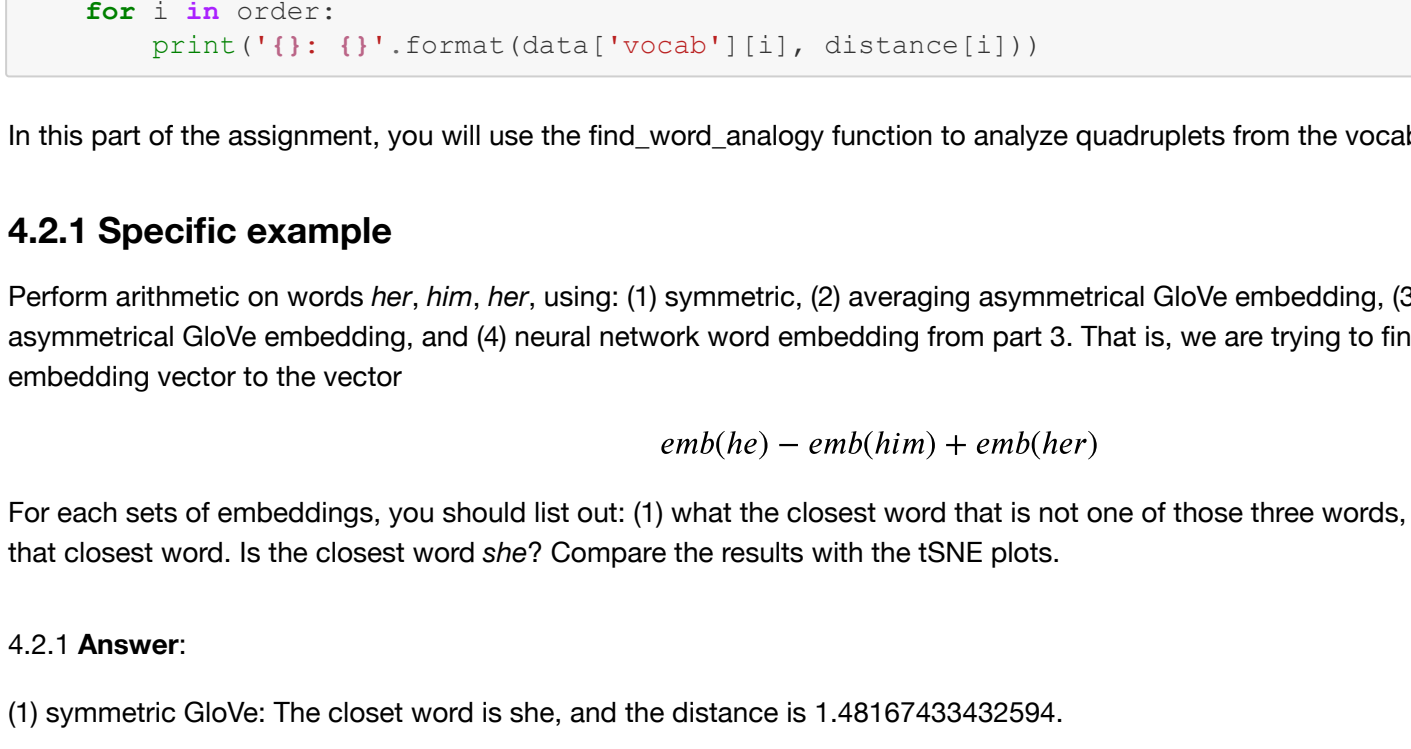 for i in order:
print('{}: {}'.format(data['vocab'][i], distance[i]))
In this part of the assignment, you will use the find_word_analogy function to analyze quadruplets from the
4.2.1 Specific example
Perform arithmetic on words her, him, her, using: (1) symmetric, (2) averaging asymmetrical GloVe embedding, (3
asymmetrical GloVe embedding, and (4) neural network word embedding from part 3. That is, we are trying to
embedding vector to the vector
emb(he) − emb(him) + emb(her)
For each sets of embeddings, you should list out: (1) what the closest word that is not one of those three words,
that closest word. Is the closest word she? Compare the results with the tSNE plots.
4.2.1 Answer:
(1) symmetric GloVe: The closet word is she, and the distance is 1.48167433432594.